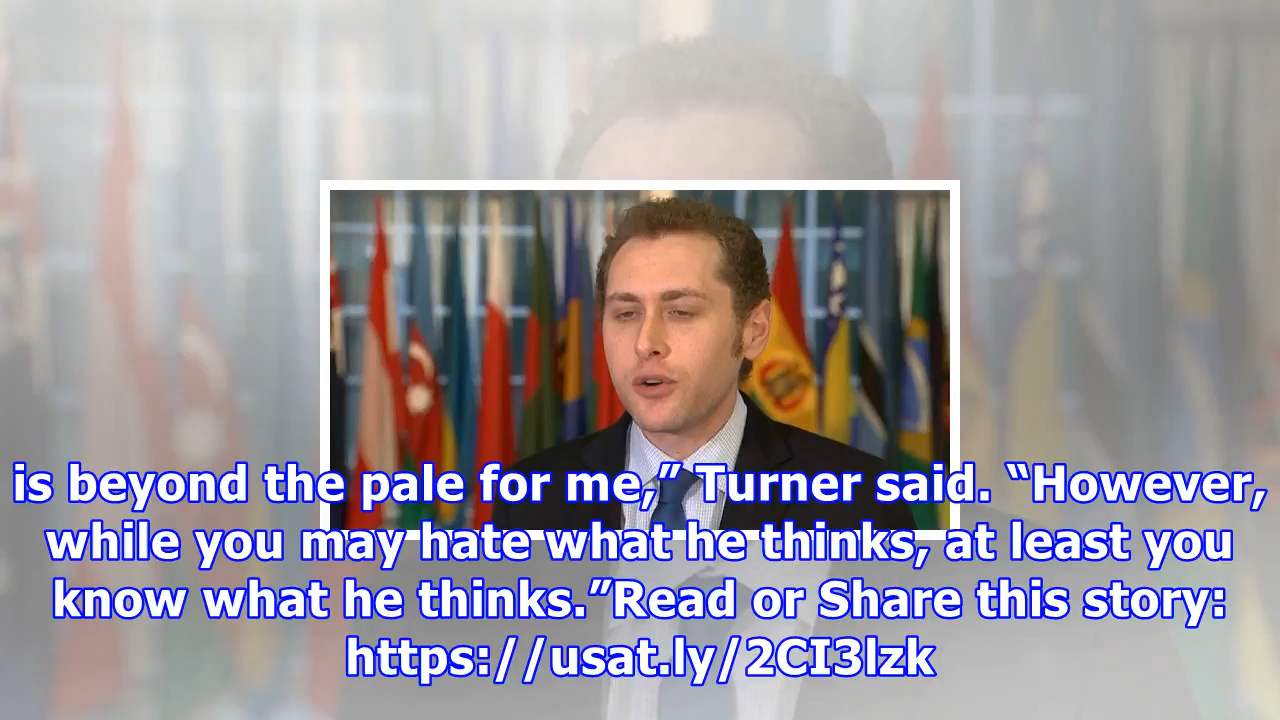 is beyond the pale for me,” Turner said. “However,
while you may hate what he thinks, at least you
know what he thinks.”Read or Share this story:
https://usat.ly/2CI3lzk